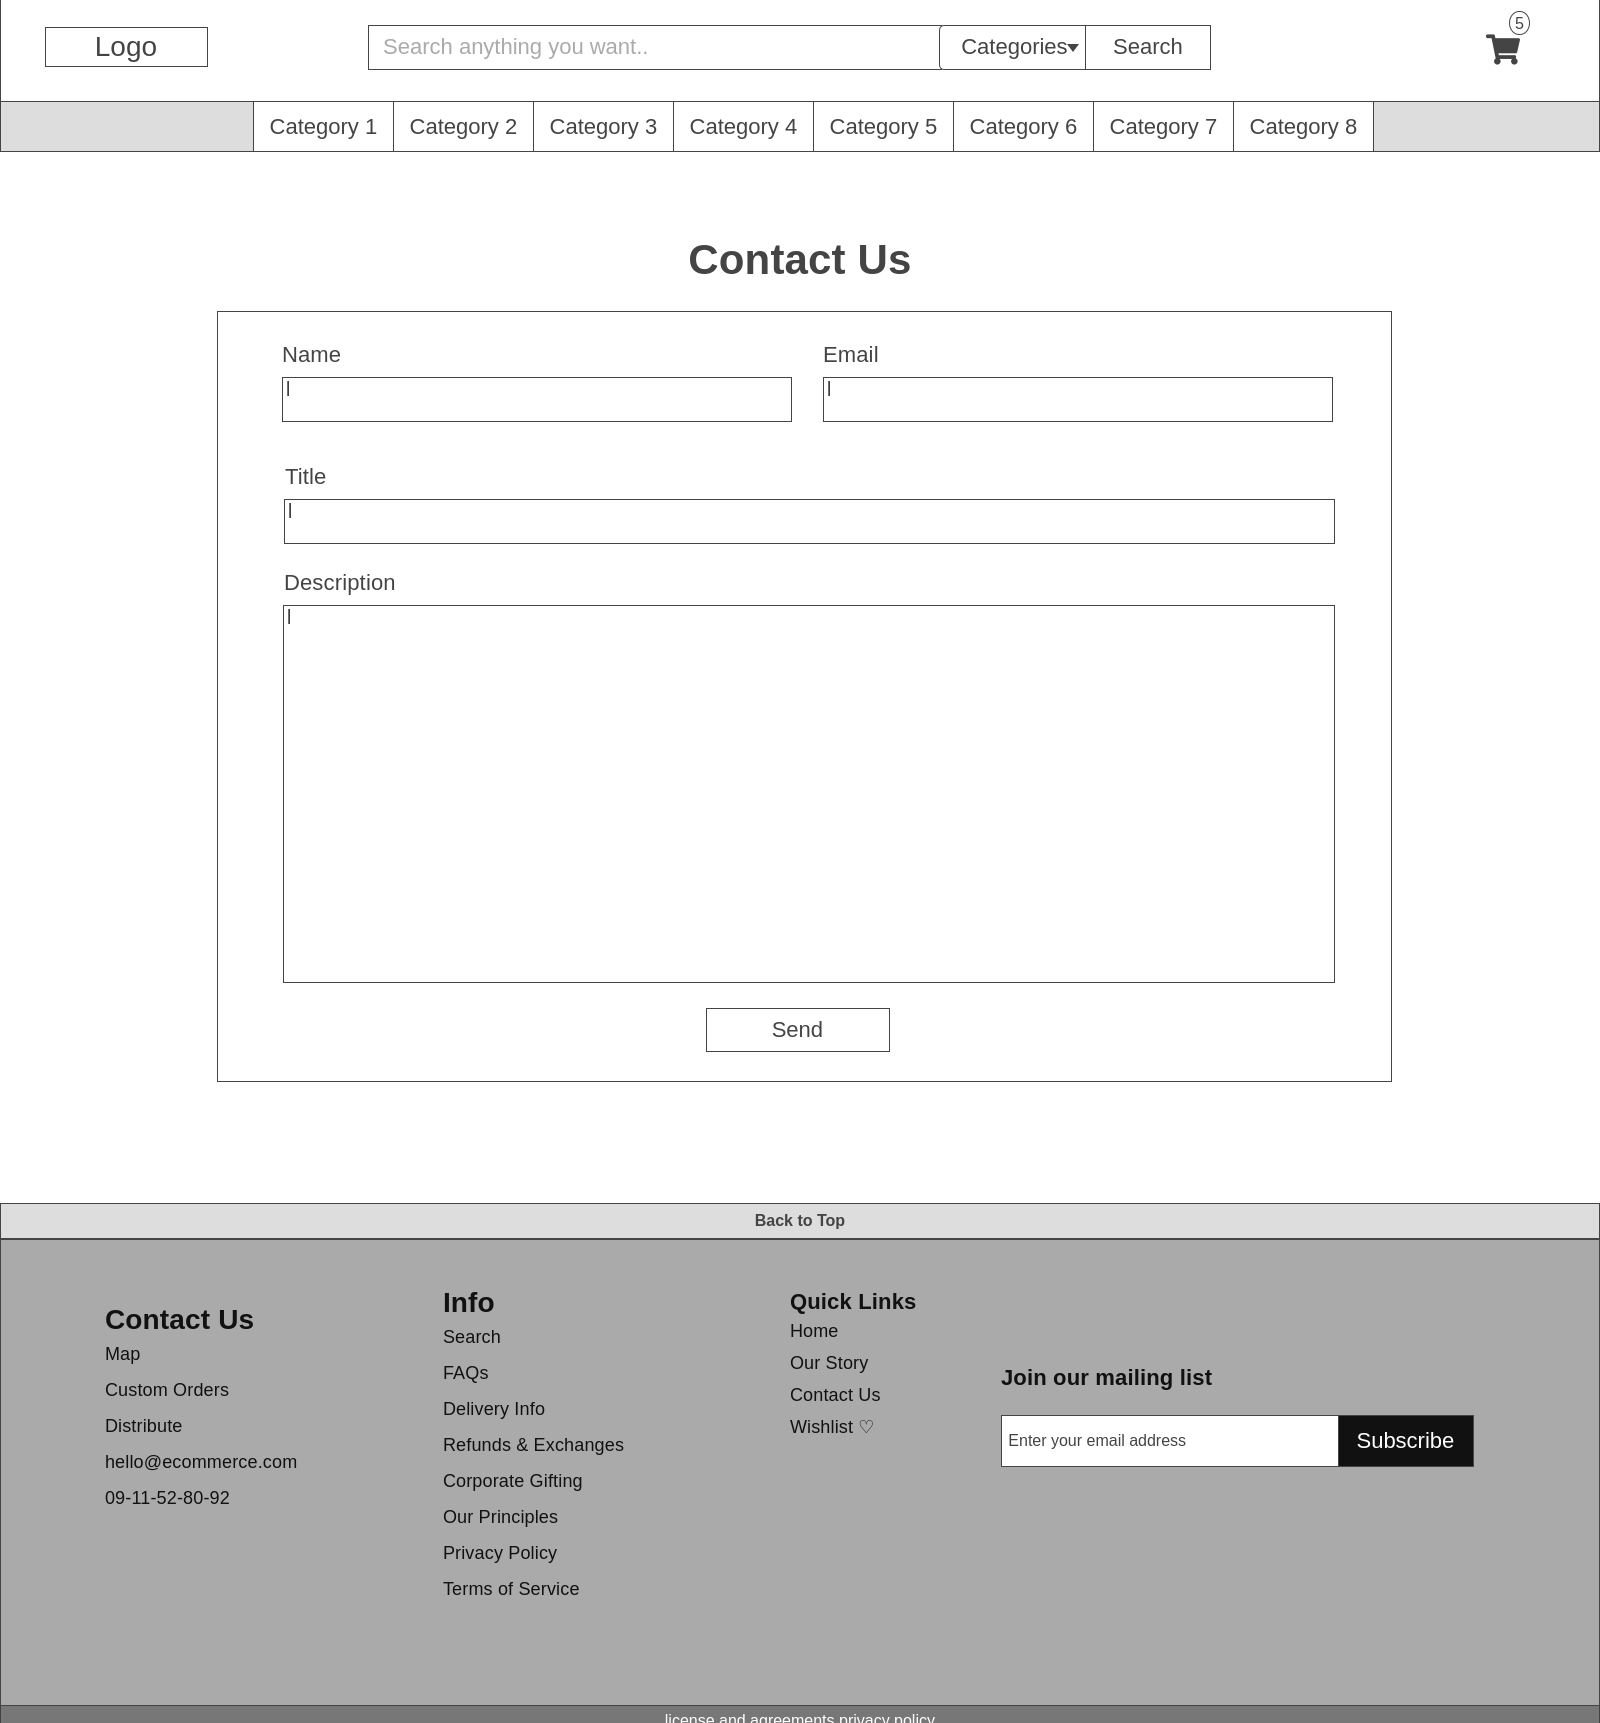 5
Logo
Search anything you want..
Categories
Search
Category 1
Category 2
Category 3
Category 4
Category 5
Category 6
Category 7
Category 8
Contact Us
Name
Email
Title
Description
Send
Back to Top
Contact Us
Map
Custom Orders
Distribute
hello@ecommerce.com
09-11-52-80-92
Info
Search
FAQs
Delivery Info
Refunds & Exchanges
Corporate Gifting
Our Principles
Privacy Policy
Terms of Service
Quick Links
Home
Our Story
Contact Us
Wishlist ♡
Join our mailing list
Enter your email address
Subscribe
license and agreements privacy policy